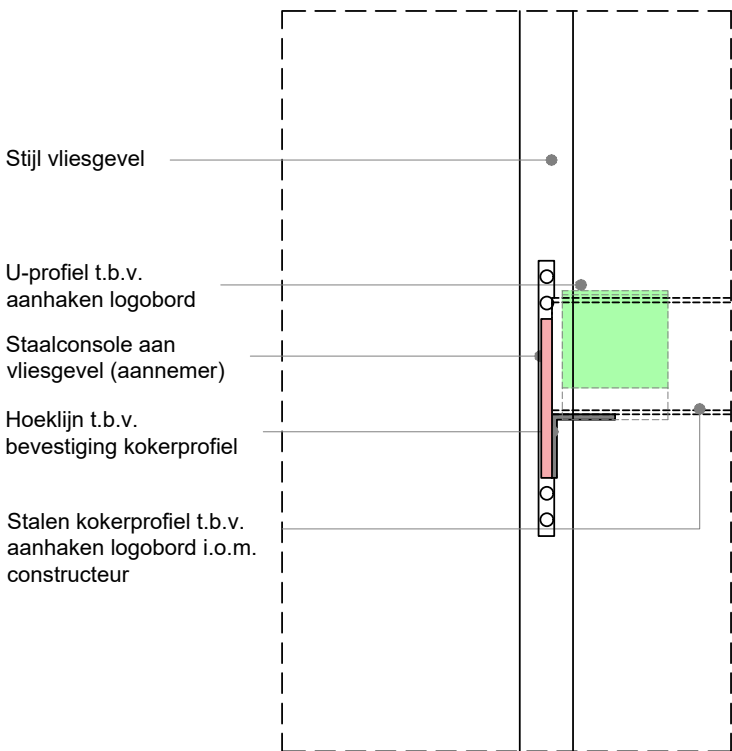 Stijl vliesgevel
U-profiel t.b.v.
aanhaken logobord
Staalconsole aan
vliesgevel (aannemer)
Hoeklijn t.b.v.
bevestiging kokerprofiel
Stalen kokerprofiel t.b.v.
aanhaken logobord i.o.m.
constructeur